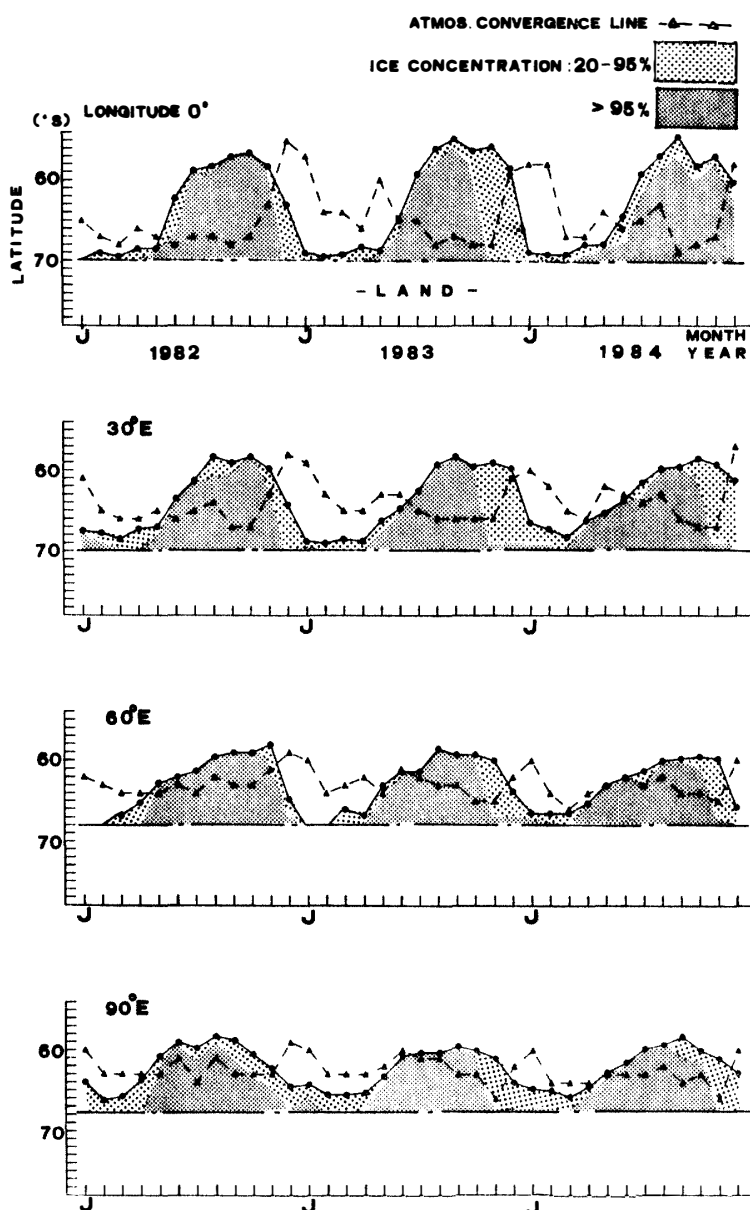 ATMOS. CONVERGENCE LINE
ICE CONCENTRATION : 20-95%
> 95%
(°S) LONGITUDE 0°
LATITUDE
60
70
- LAND -
J J J MONTH
1982 1983 1984 YEAR
30°E
60
70
J J J
60°E
60
70
J J J
90°E
60
70
J J J